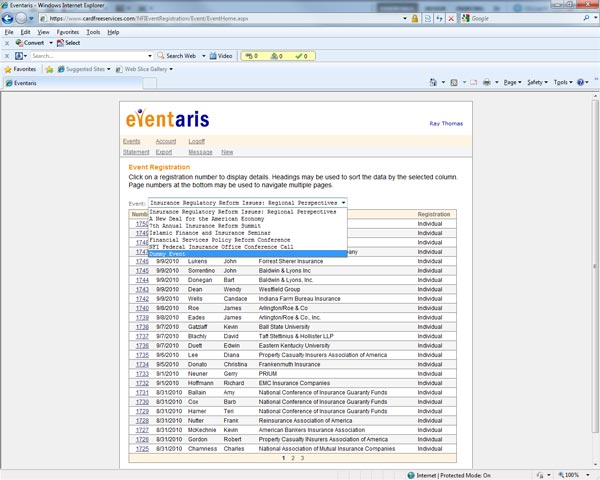 Eventaris - Windows Internet Explorer
https://www.cardfreeservices.com/NFIEventRegistration/Event/EventHome.aspx
Google
File Edit View Favorites Tools Help
Convert Select
Search... Search Web Video 0 0 0
Favorites Suggested Sites Web Slice Gallery
Eventaris Page Safety Tools
eventaris
Ray Thomas
Events Account Logoff
Statement Export Message New
Event Registration
Click on a registration number to display details. Headings may be used to sort the data by the selected column.
Page numbers at the bottom may be used to navigate multiple pages.
Event: Insurance Regulatory Reform Issues: Regional Perspectives
Insurance Regulatory Reform Issues: Regional Perspectives
A New Deal for the American Economy
7th Annual Insurance Reform Summit
Islamic Finance and Insurance Seminar
Financial Services Policy Reform Conference
NFI Federal Insurance Office Conference Call
Dummy Event
Registration
Individual
Individual
Individual
Individual
1746 9/9/2010 Lukens John Forrest Sherer Insurance Individual
1745 9/9/2010 Sorrentino John Baldwin & Lyons Inc. Individual
1744 9/9/2010 Donegan Bart Baldwin & Lyons, Inc. Individual
1743 9/9/2010 Dean Wendy Westfield Group Individual
1742 9/9/2010 Wells Candace Indiana Farm Bureau Insurance Individual
1740 9/8/2010 Roe James Arlington/Roe & Co Individual
1739 9/8/2010 Eades James Arlington/Roe & Co., Inc. Individual
1738 9/7/2010 Gatzlaff Kevin Ball State University Individual
1737 9/7/2010 Blachly David Taft Stettinius & Hollister LLP Individual
1736 9/7/2010 Duett Edwin Eastern Kentucky University Individual
1735 9/6/2010 Lee Diana Property Casualty Insurers Association of America Individual
1734 9/5/2010 Donato Christina Frankenmuth Insurance Individual
1733 9/1/2010 Neuner Gerry PRIUM Individual
1732 9/1/2010 Hoffmann Richard EMC Insurance Companies Individual
1731 8/31/2010 Ballain Amy National Conference of Insurance Guaranty Funds Individual
1730 8/31/2010 Cox Barb National Conference of Insurance Guaranty Funds Individual
1729 8/31/2010 Harner Teri National Conference of Insurance Guaranty Funds Individual
1728 8/31/2010 Nutter Frank Reinsurance Association of America Individual
1727 8/31/2010 McKechnie Kevin American Bankers Insurance Association Individual
1726 8/31/2010 Gordon Robert Property Casualty INsurers Association of America Individual
1725 8/31/2010 Chamness Charles National Association of Mutual Insurance Companies Individual
1 2 3
Internet | Protected Mode: On 100%